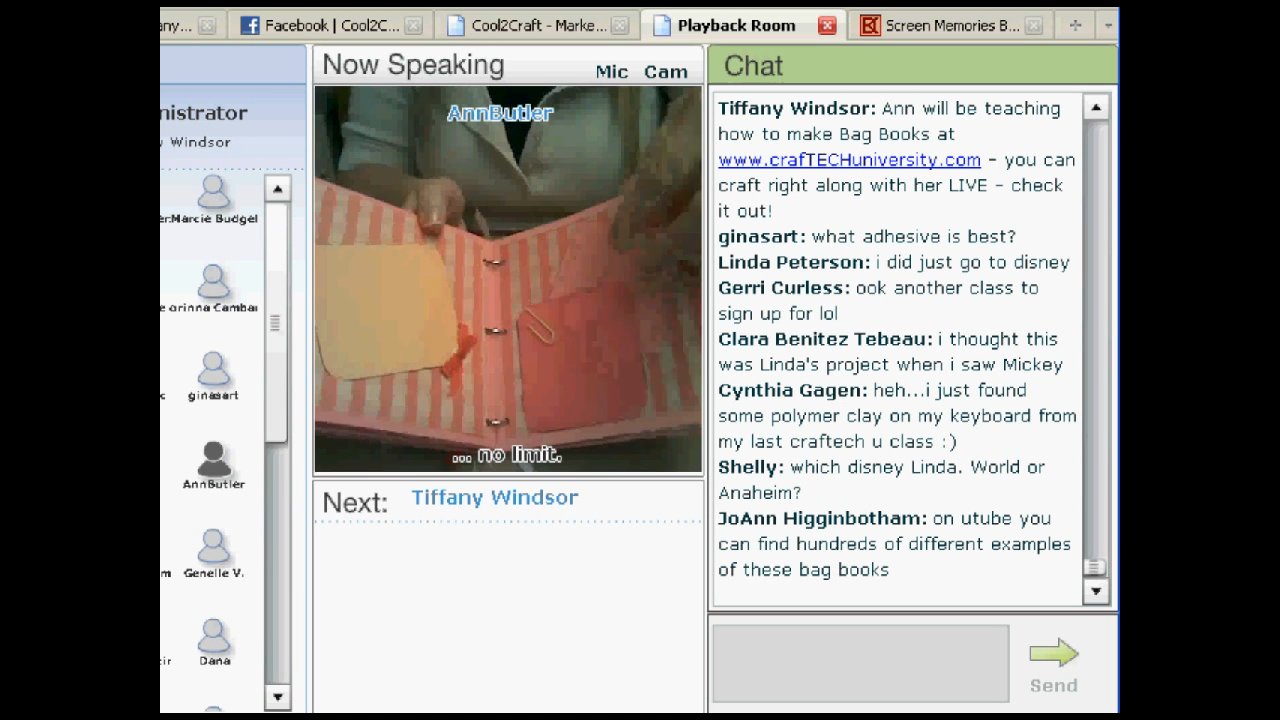 any...
Facebook | Cool2C...
Cool2Craft - Marke...
Playback Room
Screen Memories B...
nistrator
Windsor
Marcie Budgel
orinna Cambar
ginasart
AnnButler
Genelle V.
Dana
Now Speaking
Mic Cam
AnnButler
... no limit.
Next: Tiffany Windsor
Chat
Tiffany Windsor: Ann will be teaching
how to make Bag Books at
www.crafTECHuniversity.com - you can
craft right along with her LIVE - check
it out!
ginasart: what adhesive is best?
Linda Peterson: i did just go to disney
Gerri Curless: ook another class to
sign up for lol
Clara Benitez Tebeau: i thought this
was Linda's project when i saw Mickey
Cynthia Gagen: heh...i just found
some polymer clay on my keyboard from
my last craftech u class :)
Shelly: which disney Linda. World or
Anaheim?
JoAnn Higginbotham: on utube you
can find hundreds of different examples
of these bag books
Send